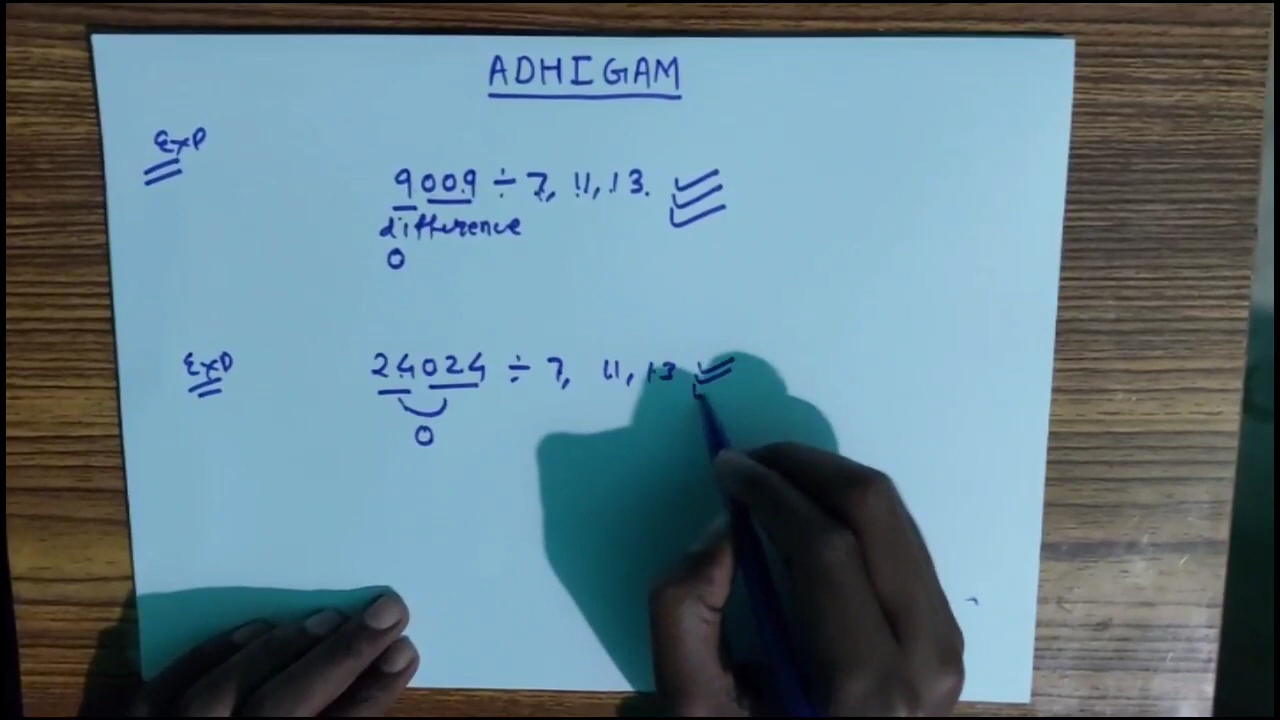 ADHIGAM
Exp
9009 ÷ 7, 11, 13.
difference
0
Exp
24024 ÷ 7, 11, 13
0